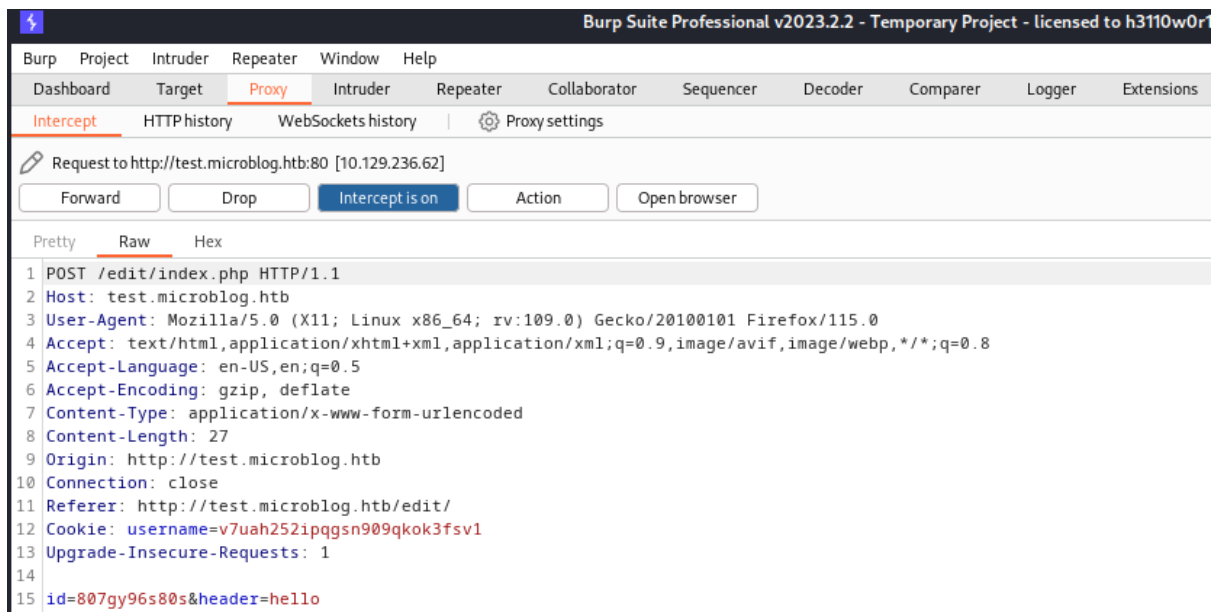 Burp Suite Professional v2023.2.2 - Temporary Project - licensed to h3110w0r1
Burp Project Intruder Repeater Window Help
Dashboard Target Proxy Intruder Repeater Collaborator Sequencer Decoder Comparer Logger Extensions
Intercept HTTP history WebSockets history Proxy settings
Request to http://test.microblog.htb:80 [10.129.236.62]
Forward Drop Intercept is on Action Open browser
Pretty Raw Hex
1 POST /edit/index.php HTTP/1.1
2 Host: test.microblog.htb
3 User-Agent: Mozilla/5.0 (X11; Linux x86_64; rv:109.0) Gecko/20100101 Firefox/115.0
4 Accept: text/html,application/xhtml+xml,application/xml;q=0.9,image/avif,image/webp,*/*;q=0.8
5 Accept-Language: en-US,en;q=0.5
6 Accept-Encoding: gzip, deflate
7 Content-Type: application/x-www-form-urlencoded
8 Content-Length: 27
9 Origin: http://test.microblog.htb
10 Connection: close
11 Referer: http://test.microblog.htb/edit/
12 Cookie: username=v7uah252ipqgsn909qkok3fsv1
13 Upgrade-Insecure-Requests: 1
14
15 id=807gy96s80s&header=hello